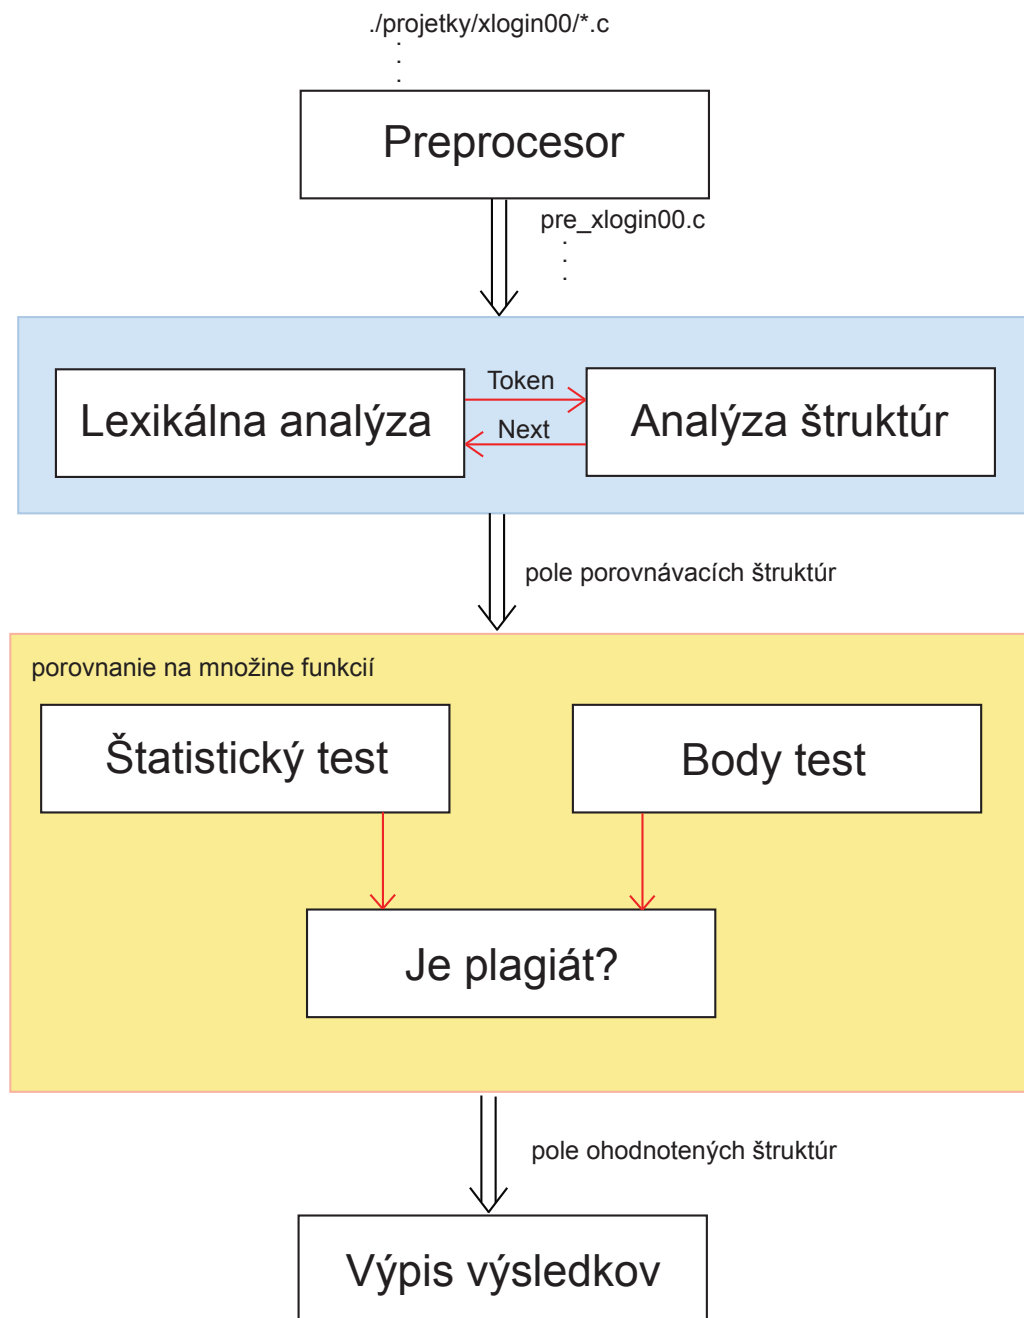 ./projetky/xlogin00/*.c
.
.
.
Preprocesor
pre_xlogin00.c
.
.
.
Lexikálna analýza
Token
Next
Analýza štruktúr
pole porovnávacích štruktúr
porovnanie na množine funkcií
Štatistický test
Body test
Je plagiát?
pole ohodnotených štruktúr
Výpis výsledkov